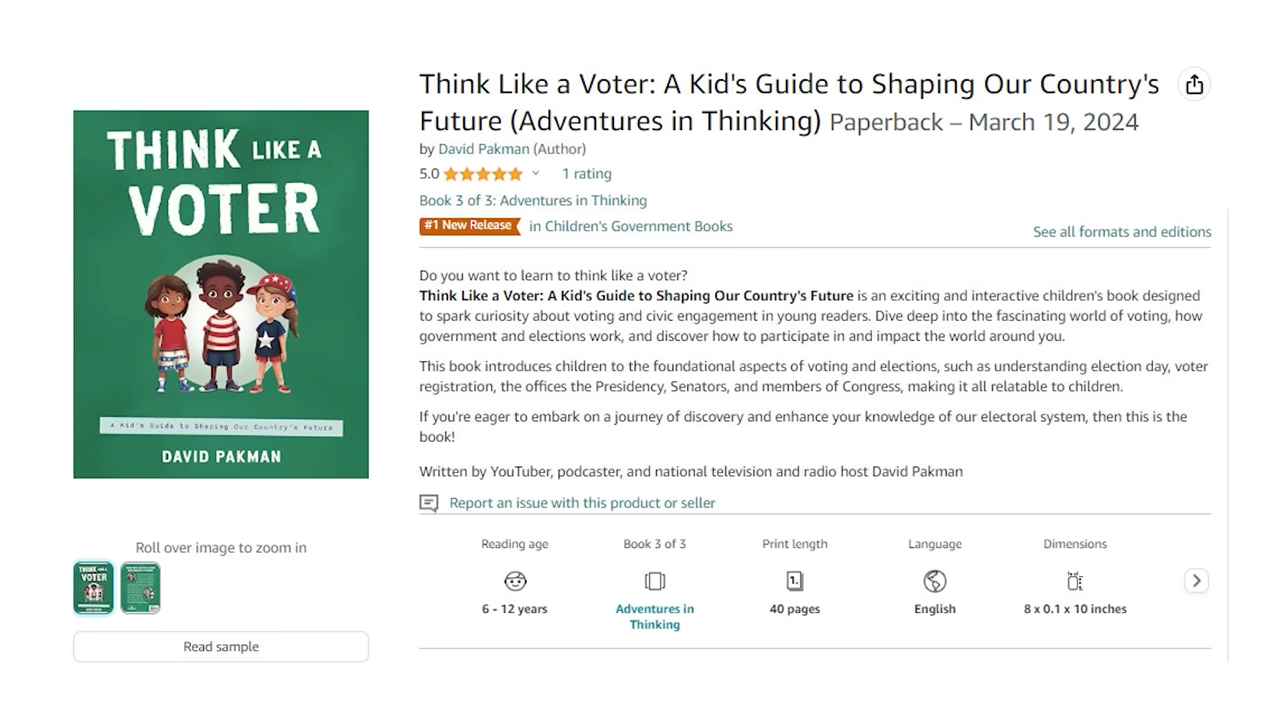 THINK LIKE A
VOTER
A Kid's Guide to Shaping Our Country's Future
DAVID PAKMAN
Roll over image to zoom in
THINK LIKE A
VOTER
Read sample
Think Like a Voter: A Kid's Guide to Shaping Our Country's
Future (Adventures in Thinking) Paperback – March 19, 2024
by David Pakman (Author)
5.0 1 rating
Book 3 of 3: Adventures in Thinking
#1 New Release in Children's Government Books
See all formats and editions
Do you want to learn to think like a voter?
Think Like a Voter: A Kid's Guide to Shaping Our Country's Future is an exciting and interactive children's book designed
to spark curiosity about voting and civic engagement in young readers. Dive deep into the fascinating world of voting, how
government and elections work, and discover how to participate in and impact the world around you.
This book introduces children to the foundational aspects of voting and elections, such as understanding election day, voter
registration, the offices the Presidency, Senators, and members of Congress, making it all relatable to children.
If you're eager to embark on a journey of discovery and enhance your knowledge of our electoral system, then this is the
book!
Written by YouTuber, podcaster, and national television and radio host David Pakman
Report an issue with this product or seller
Reading age
6 - 12 years
Book 3 of 3
Adventures in
Thinking
Print length
1.
40 pages
Language
English
Dimensions
8 x 0.1 x 10 inches